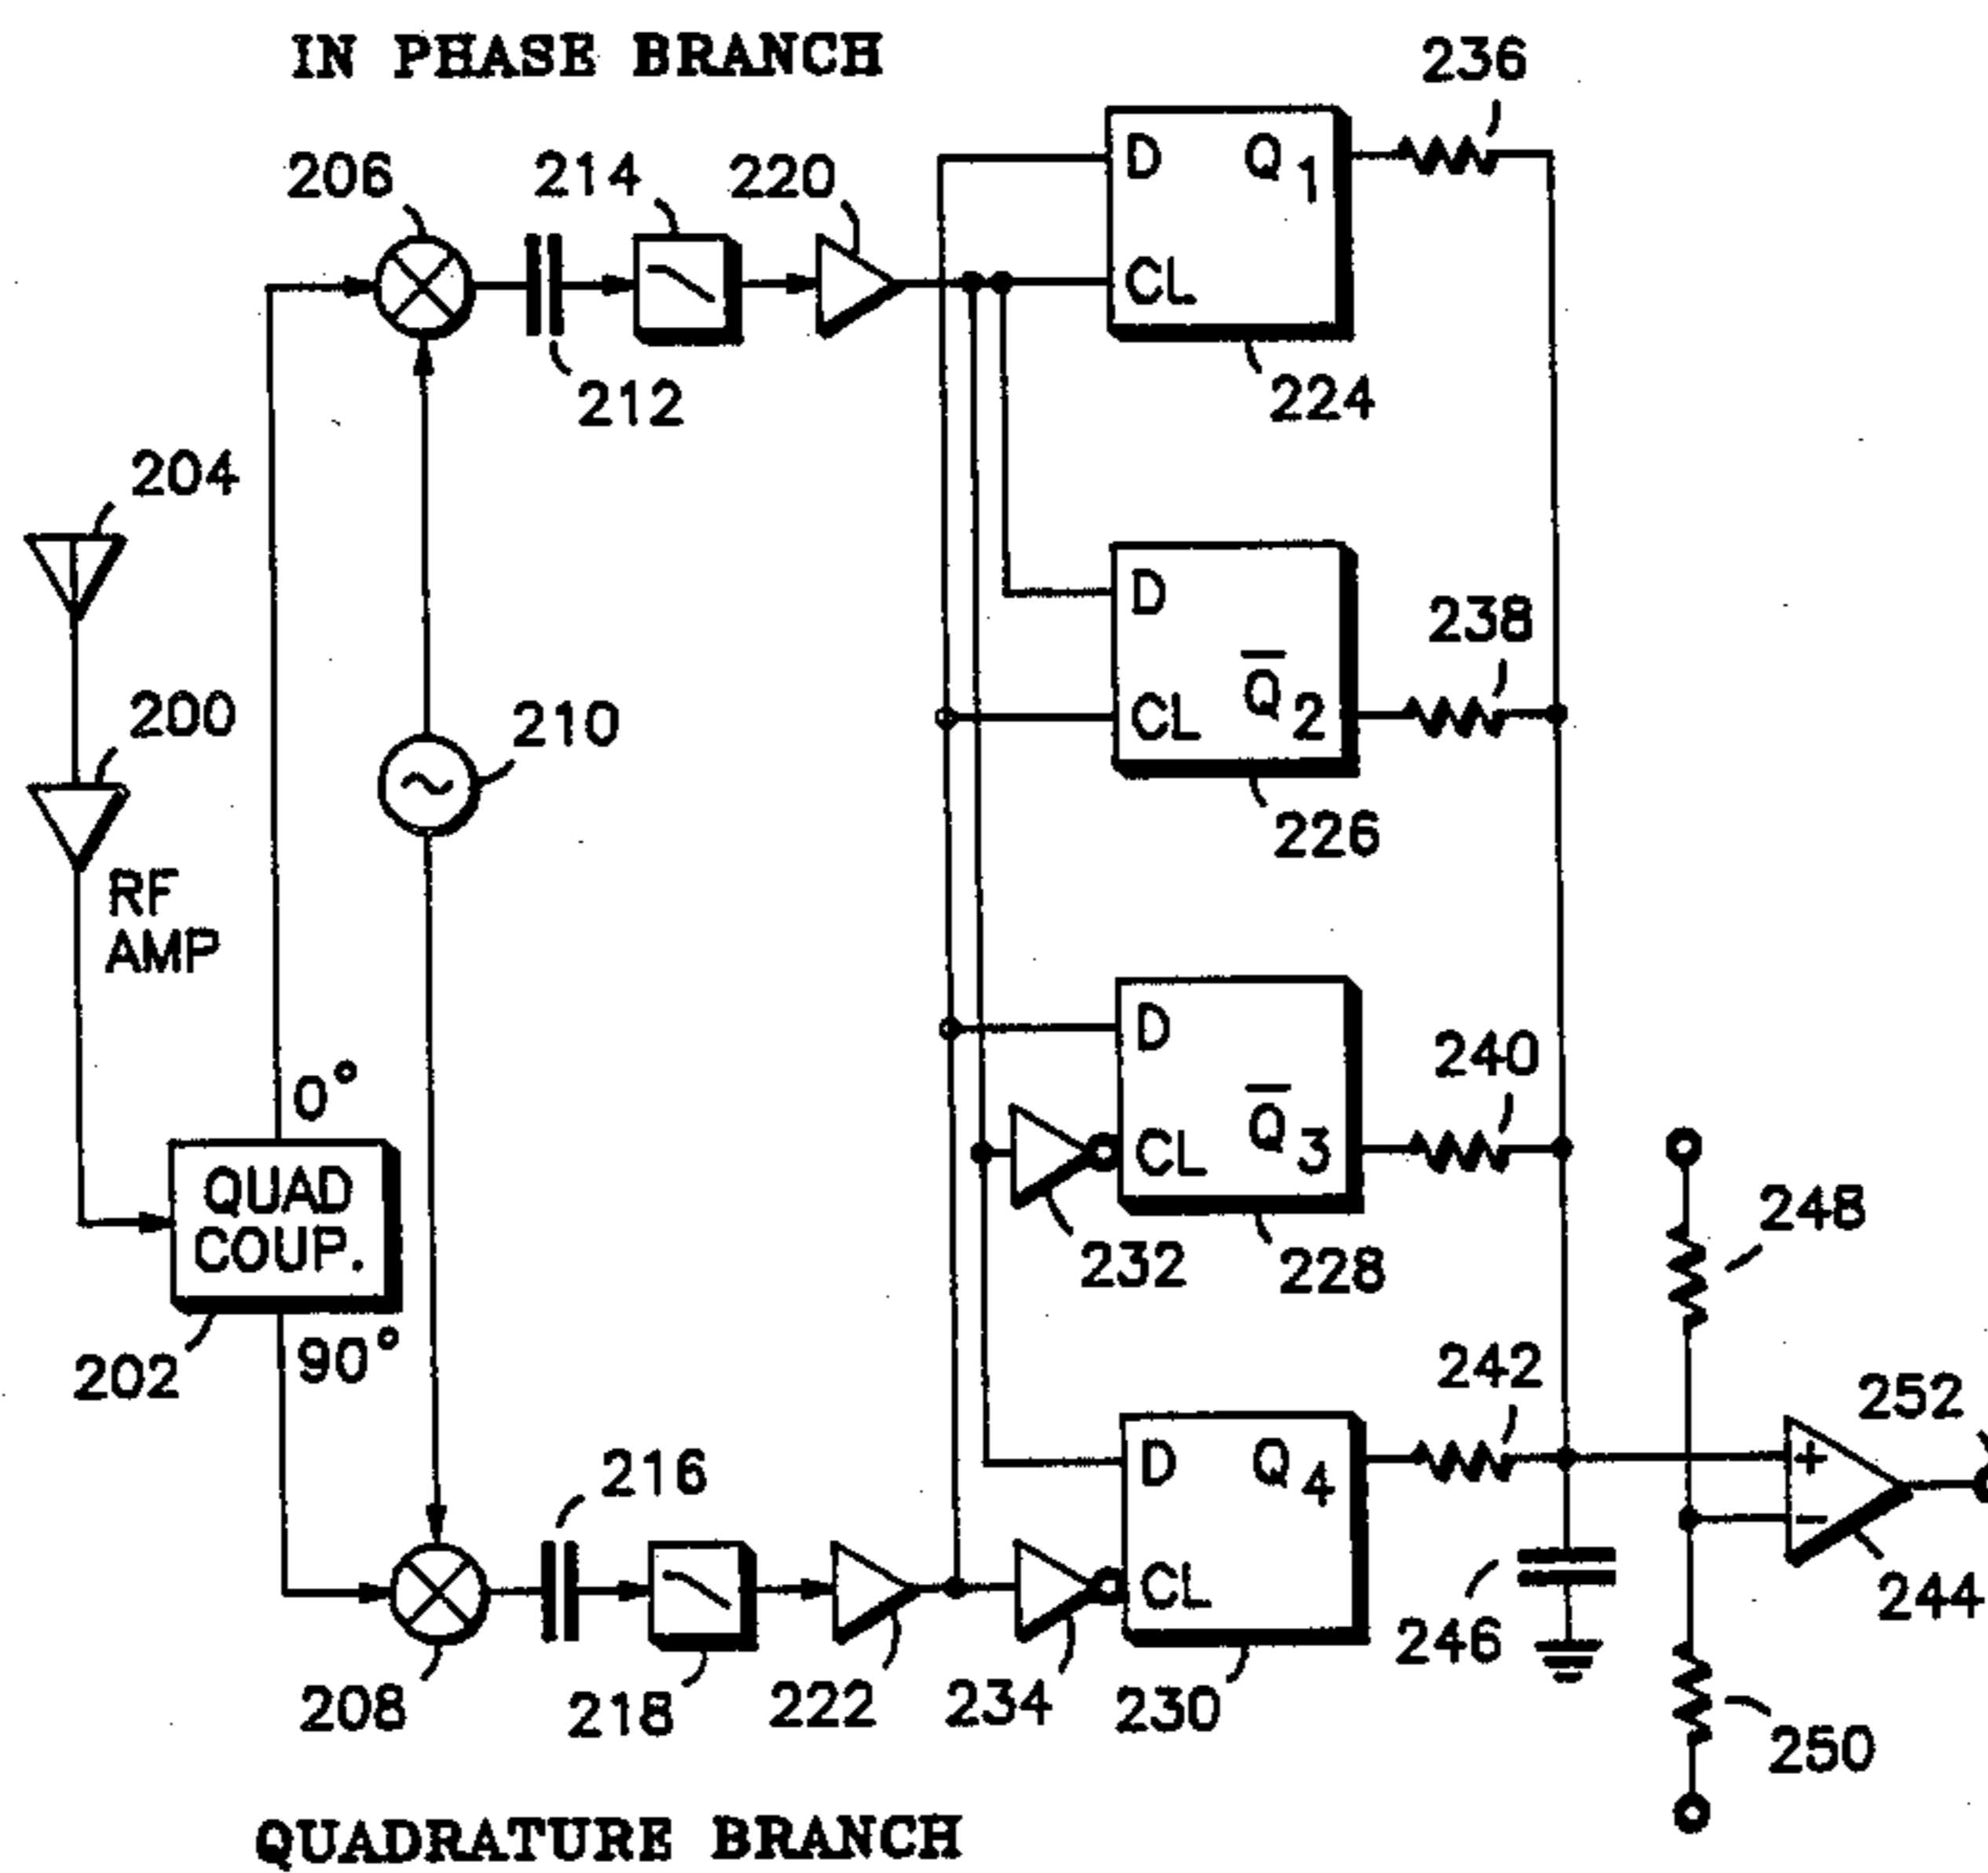 IN PHASE BRANCH
236
206
214
220
D Q1
CL
224
212
204
D
238
200
210
CL Q̅2
226
RF
AMP
D
240
0°
CL Q̅3
QUAD
COUP.
248
232
228
90°
202
242
252
216
D Q4
+
−
CL
246
244
208
218
222
234
230
250
QUADRATURE BRANCH